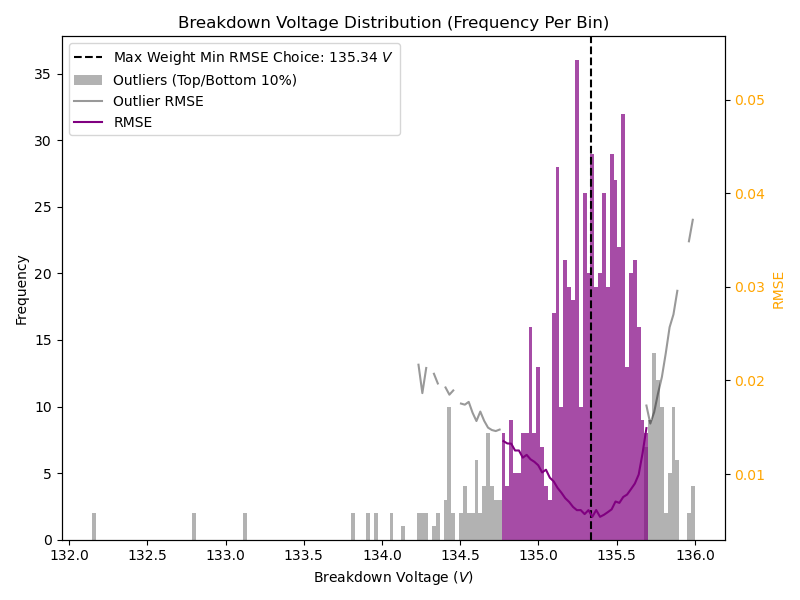 Breakdown Voltage Distribution (Frequency Per Bin)
Max Weight Min RMSE Choice: 135.34 V
Outliers (Top/Bottom 10%)
Outlier RMSE
RMSE
35
30
25
20
15
10
5
0
Frequency
0.05
0.04
0.03
0.02
0.01
RMSE
132.0 132.5 133.0 133.5 134.0 134.5 135.0 135.5 136.0
Breakdown Voltage (V)